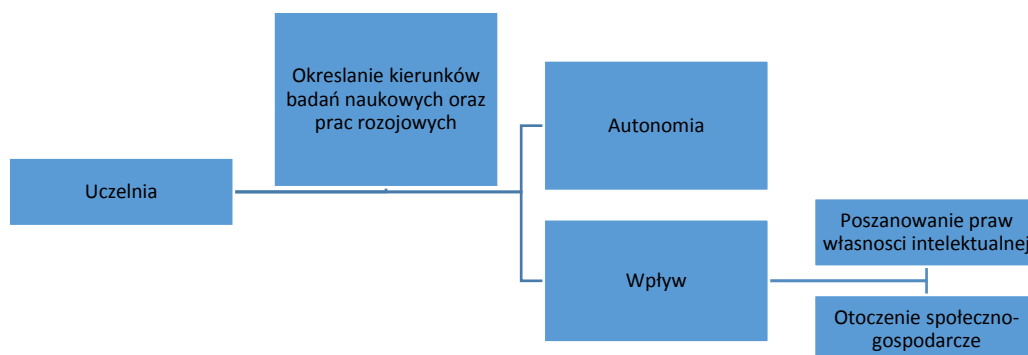 Uczelnia
Okreslanie kierunków
badań naukowych oraz
prac rozojowych
Autonomia
Wpływ
Poszanowanie praw
własnosci intelektualnej
Otoczenie społeczno-
gospodarcze